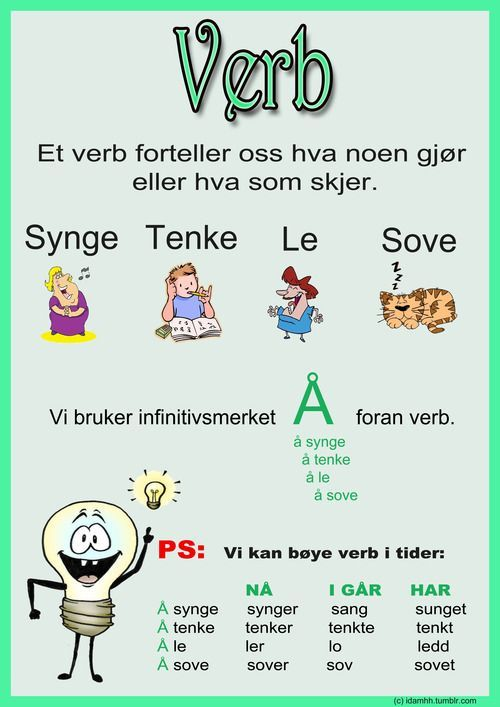 Verb
Et verb forteller oss hva noen gjør
eller hva som skjer.
Synge Tenke Le Sove
z z z
Vi bruker infinitivsmerket Å foran verb.
å synge
å tenke
å le
å sove
PS: Vi kan bøye verb i tider:
NÅ I GÅR HAR
Å synge synger sang sunget
Å tenke tenker tenkte tenkt
Å le ler lo ledd
Å sove sover sov sovet
(c) idamhh.tumblr.com